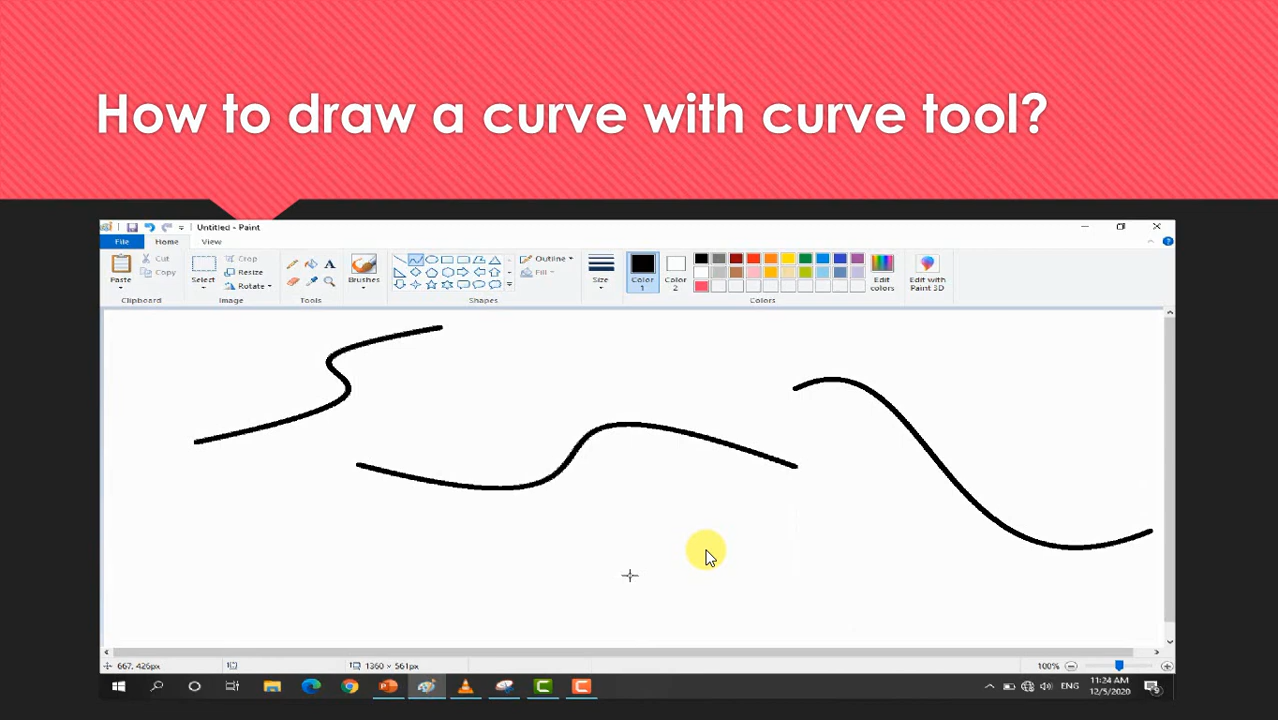 How to draw a curve with curve tool?
Untitled - Paint
File Home View
Paste Cut Copy
Select Crop Resize Rotate
A
Brushes
Outline Fill
Size
Color 1
Color 2
Edit colors
Edit with Paint 3D
Clipboard Image Tools Shapes Colors
667, 426px 1360 × 561px 100%
ENG 11:24 AM
12/5/2020